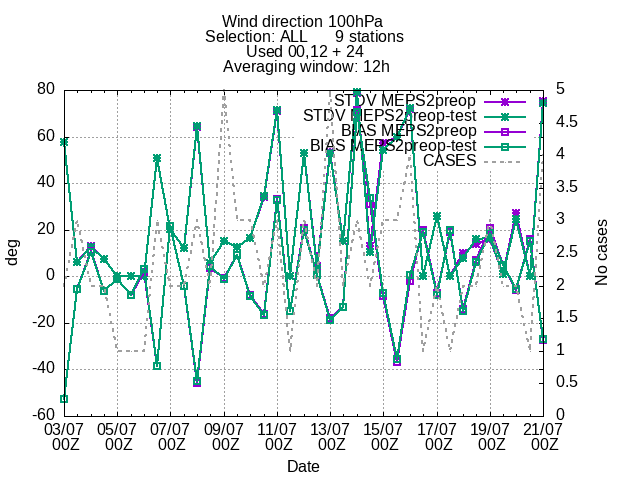 Wind direction 100hPa
Selection: ALL 9 stations
Used 00,12 + 24
Averaging window: 12h
STDV MEPS2preop
STDV MEPS2preop-test
BIAS MEPS2preop
BIAS MEPS2preop-test
CASES
deg
80
60
40
20
0
-20
-40
-60
No cases
5
4.5
4
3.5
3
2.5
2
1.5
1
0.5
0
03/07 05/07 07/07 09/07 11/07 13/07 15/07 17/07 19/07 21/07
00Z 00Z 00Z 00Z 00Z 00Z 00Z 00Z 00Z 00Z
Date